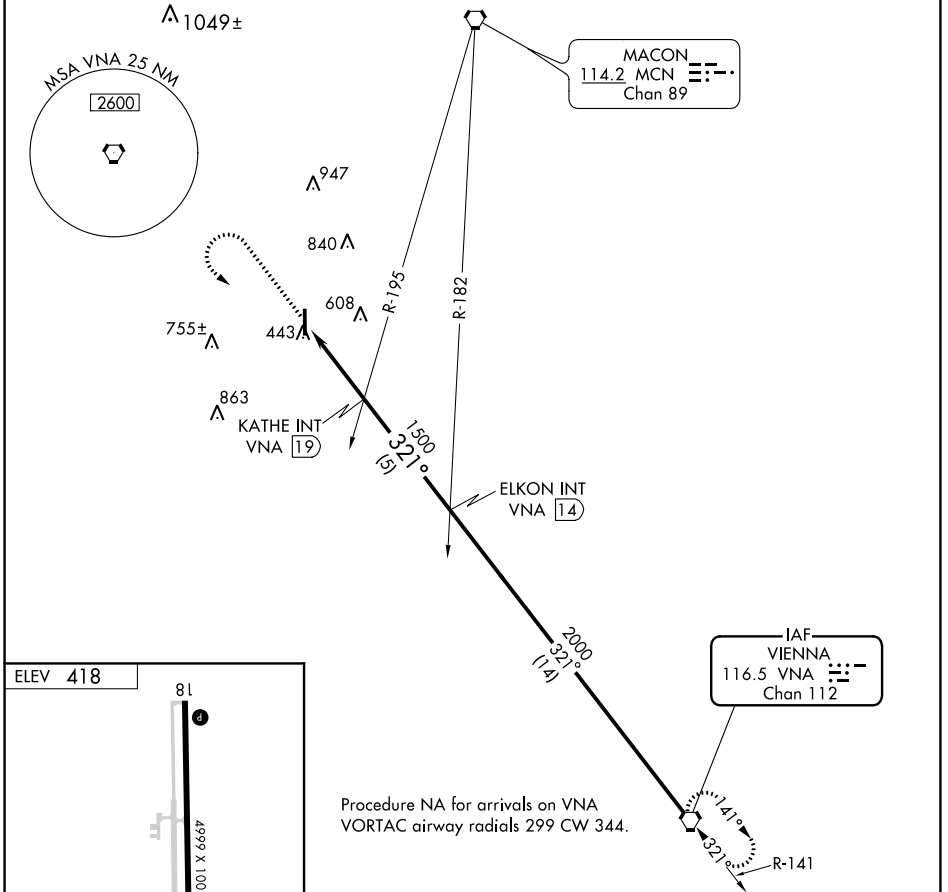 1049±
MSA VNA 25 NM
2600
MACON
114.2 MCN
Chan 89
947
840
608
755±
443
863
R-195
R-182
KATHE INT
VNA 19
1500
321°
(5)
ELKON INT
VNA 14
2000
321°
(14)
IAF
VIENNA
116.5 VNA
Chan 112
ELEV 418
18
P
4999 X 100
Procedure NA for arrivals on VNA
VORTAC airway radials 299 CW 344.
141°
321°
R-141